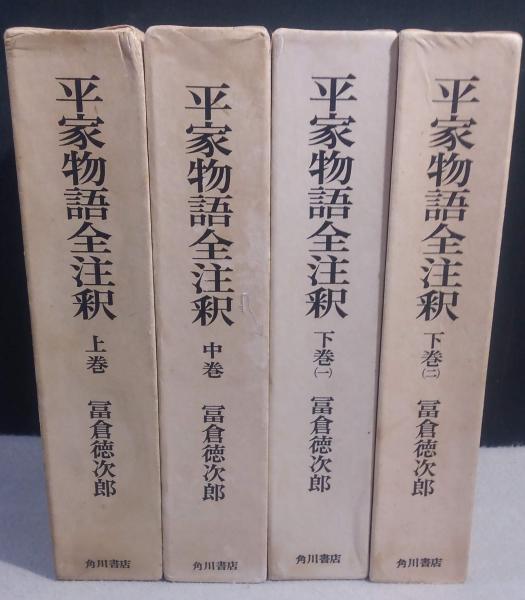 平家物語全注釈
上巻
冨倉徳次郎
角川書店
平家物語全注釈
中巻
冨倉徳次郎
角川書店
平家物語全注釈
下巻(一)
冨倉徳次郎
角川書店
平家物語全注釈
下巻(二)
冨倉徳次郎
角川書店